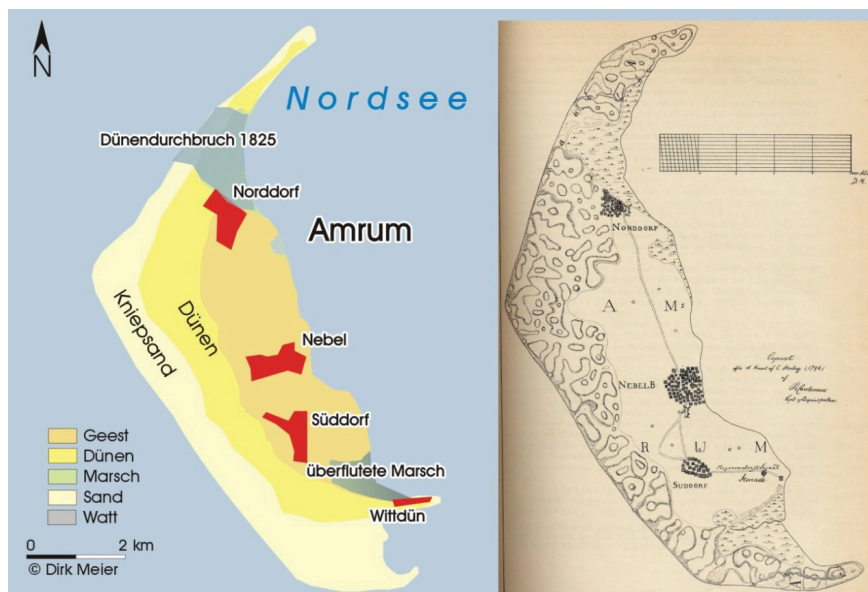 N
Nordsee
Dünendurchbruch 1825
Norddorf
Amrum
Kniepsand
Dünen
Nebel
Süddorf
überflutete Marsch
Wittdün
Geest
Dünen
Marsch
Sand
Watt
0 2 km
© Dirk Meier
NORDDORF
A M
NEBEL
R U M
SÜDDORF